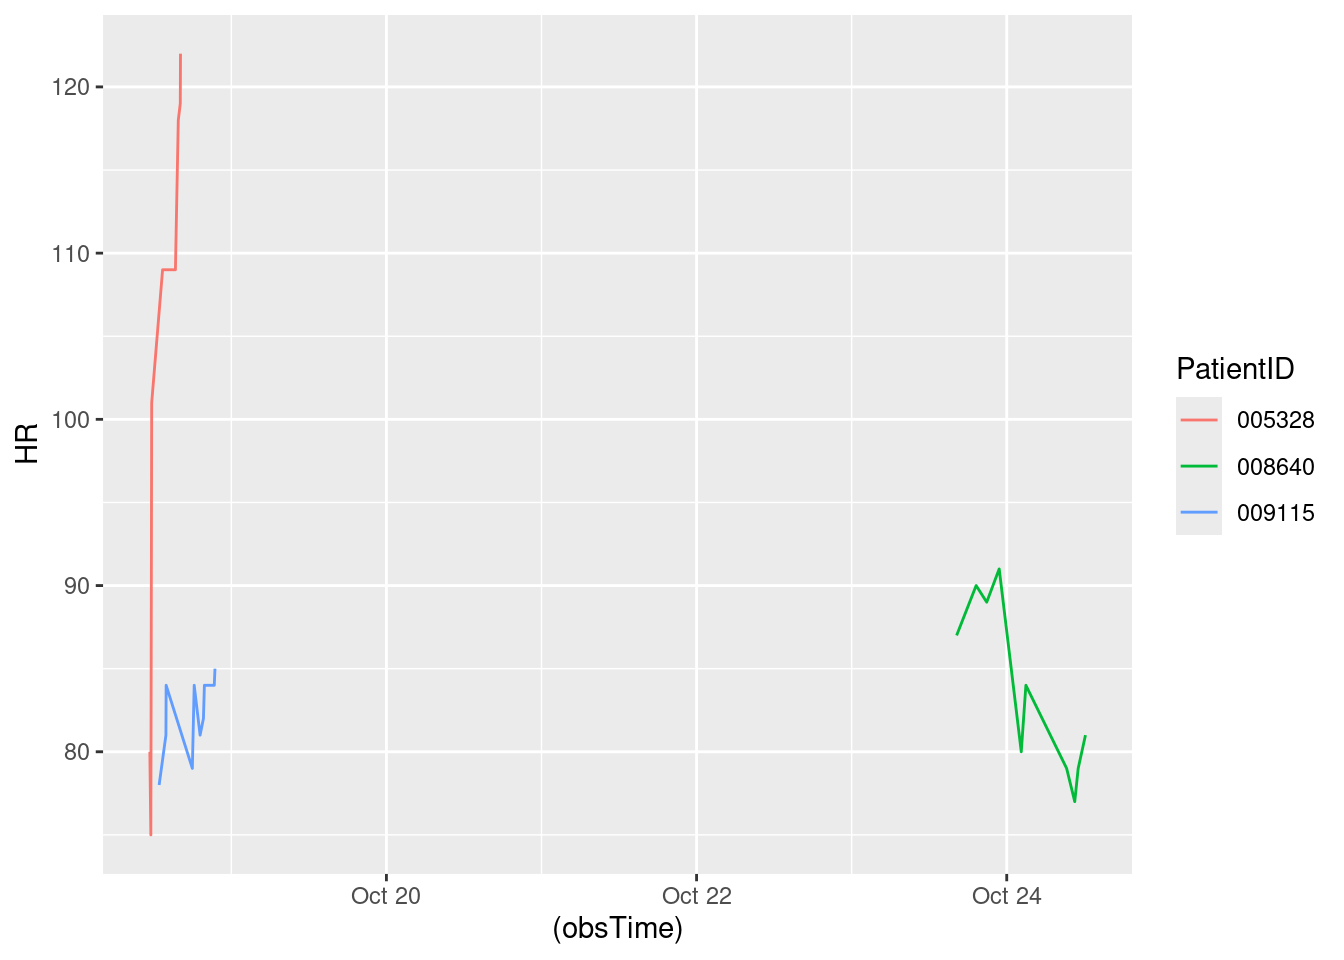 120
110
100
90
80
HR
Oct 20
Oct 22
Oct 24
(obsTime)
PatientID
005328
008640
009115